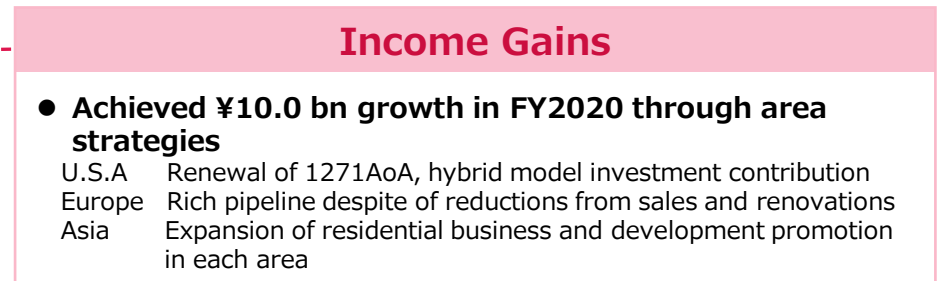 Income Gains
● Achieved ¥10.0 bn growth in FY2020 through area
strategies
U.S.A Renewal of 1271AoA, hybrid model investment contribution
Europe Rich pipeline despite of reductions from sales and renovations
Asia Expansion of residential business and development promotion
in each area